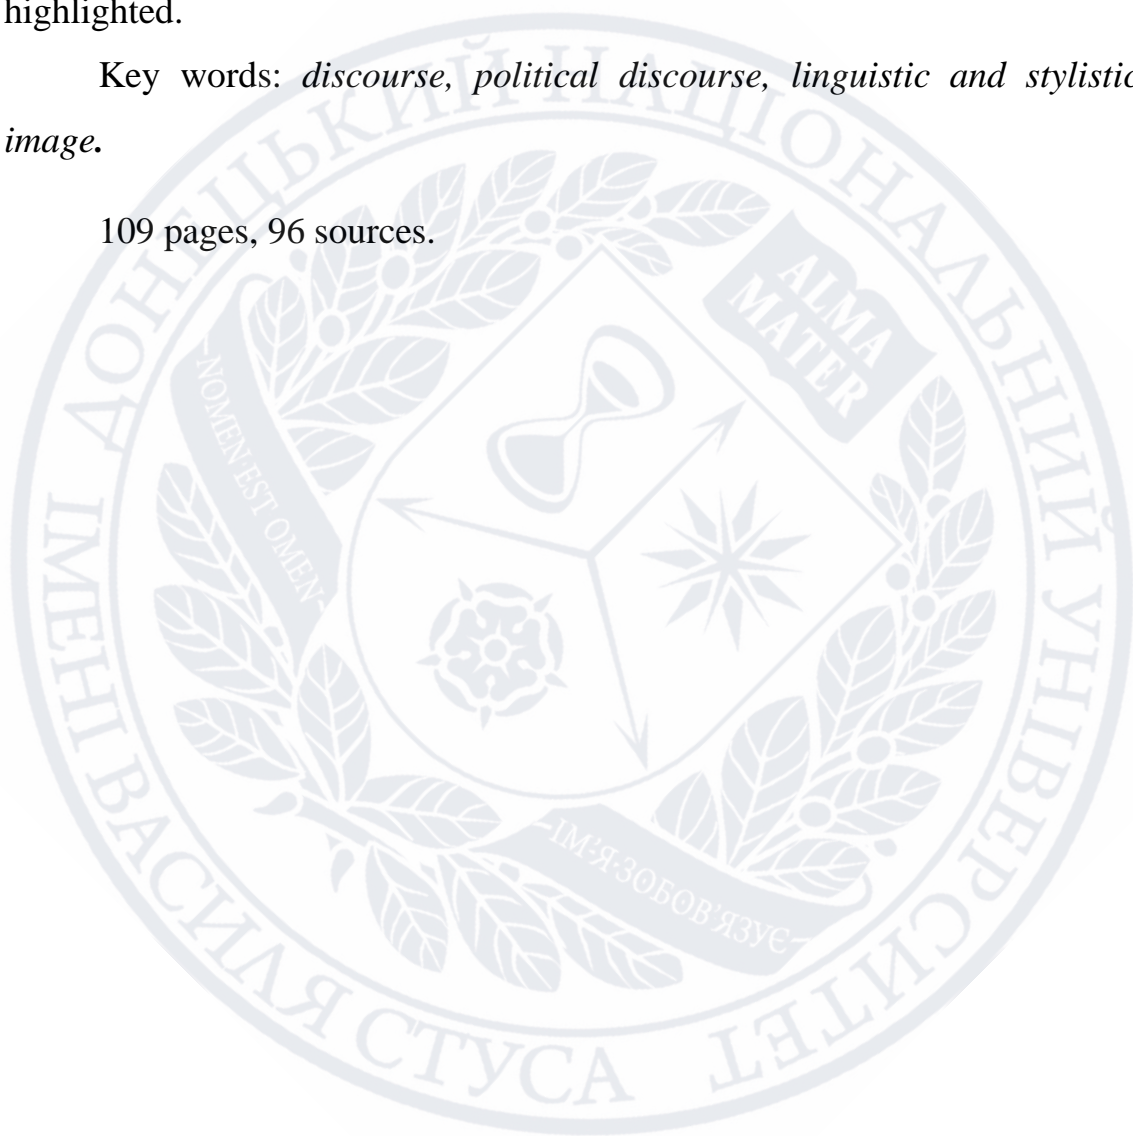 highlighted.
Key words: discourse, political discourse, linguistic and stylistic
image.
109 pages, 96 sources.
ДОНЕЦЬКИЙ НАЦІОНАЛЬНИЙ УНІВЕРСИТЕТ
ІМЕНІ ВАСИЛЯ СТУСА
ALMA
MATER
NOMEN·EST OMEN
ІМ'Я·ЗОБОВ'ЯЗУЄ